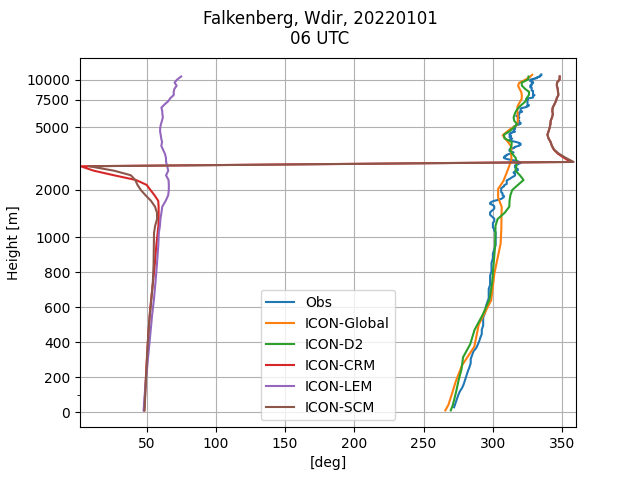 Falkenberg, Wdir, 20220101
06 UTC
Height [m]
10000
7500
5000
2000
1000
800
600
400
200
0
50
100
150
200
250
300
350
[deg]
Obs
ICON-Global
ICON-D2
ICON-CRM
ICON-LEM
ICON-SCM